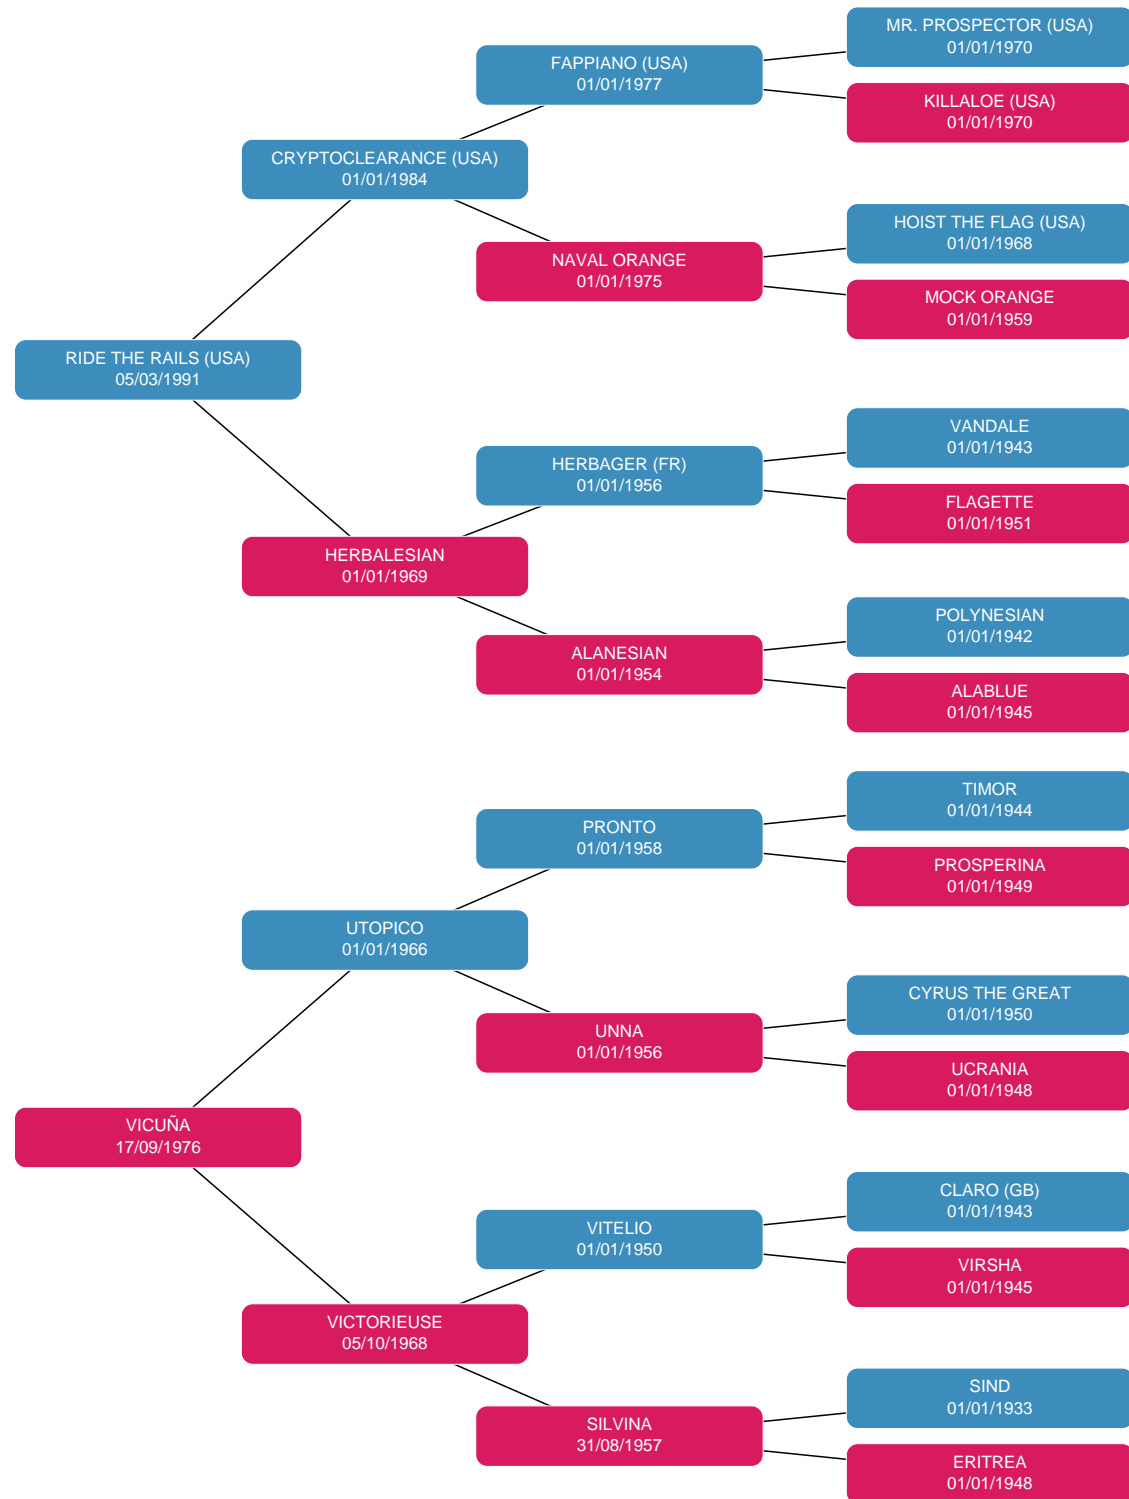 MR. PROSPECTOR (USA)
01/01/1970
FAPPIANO (USA)
01/01/1977
KILLALOE (USA)
01/01/1970
CRYPTOCLEARANCE (USA)
01/01/1984
HOIST THE FLAG (USA)
01/01/1968
NAVAL ORANGE
01/01/1975
MOCK ORANGE
01/01/1959
RIDE THE RAILS (USA)
05/03/1991
VANDALE
01/01/1943
HERBAGER (FR)
01/01/1956
FLAGETTE
01/01/1951
HERBALESIAN
01/01/1969
POLYNESIAN
01/01/1942
ALANESIAN
01/01/1954
ALABLUE
01/01/1945
TIMOR
01/01/1944
PRONTO
01/01/1958
PROSPERINA
01/01/1949
UTOPICO
01/01/1966
CYRUS THE GREAT
01/01/1950
UNNA
01/01/1956
UCRANIA
01/01/1948
VICUÑA
17/09/1976
CLARO (GB)
01/01/1943
VITELIO
01/01/1950
VIRSHA
01/01/1945
VICTORIEUSE
05/10/1968
SIND
01/01/1933
SILVINA
31/08/1957
ERITREA
01/01/1948